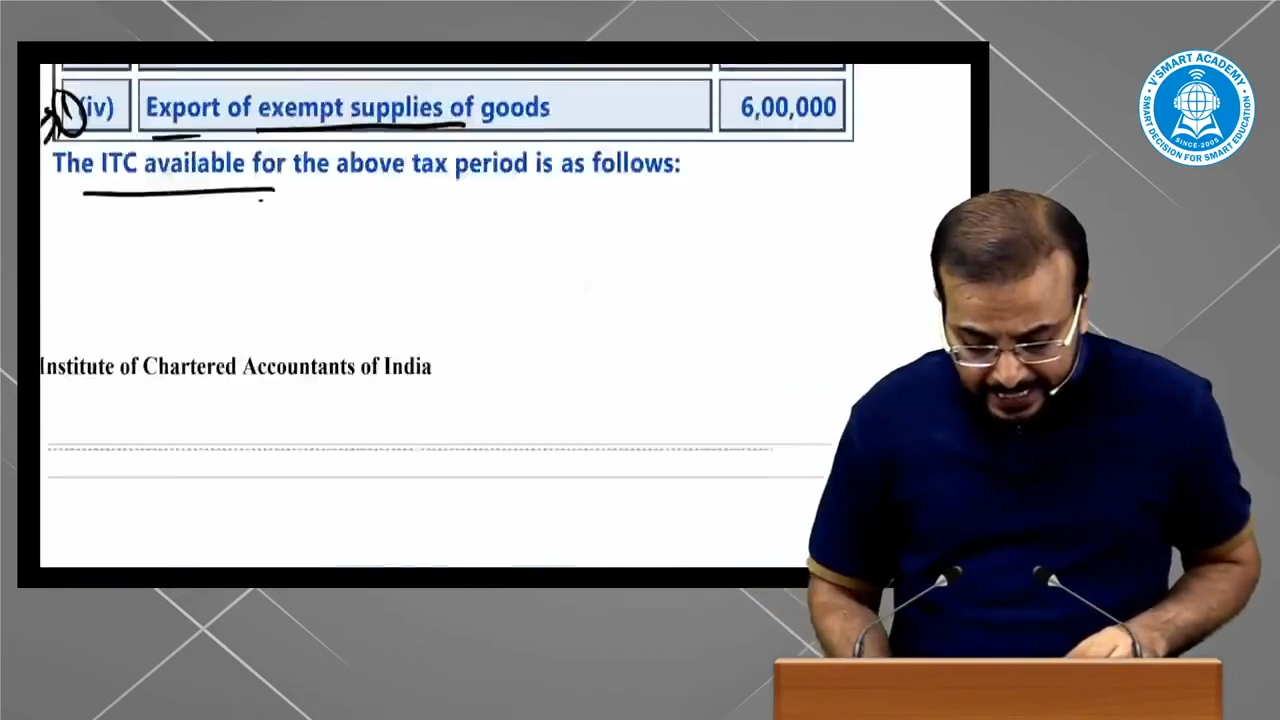 (iv) Export of exempt supplies of goods 6,00,000
The ITC available for the above tax period is as follows:
Institute of Chartered Accountants of India
V'SMART ACADEMY
SINCE-2005
SMART DECISION FOR SMART EDUCATION